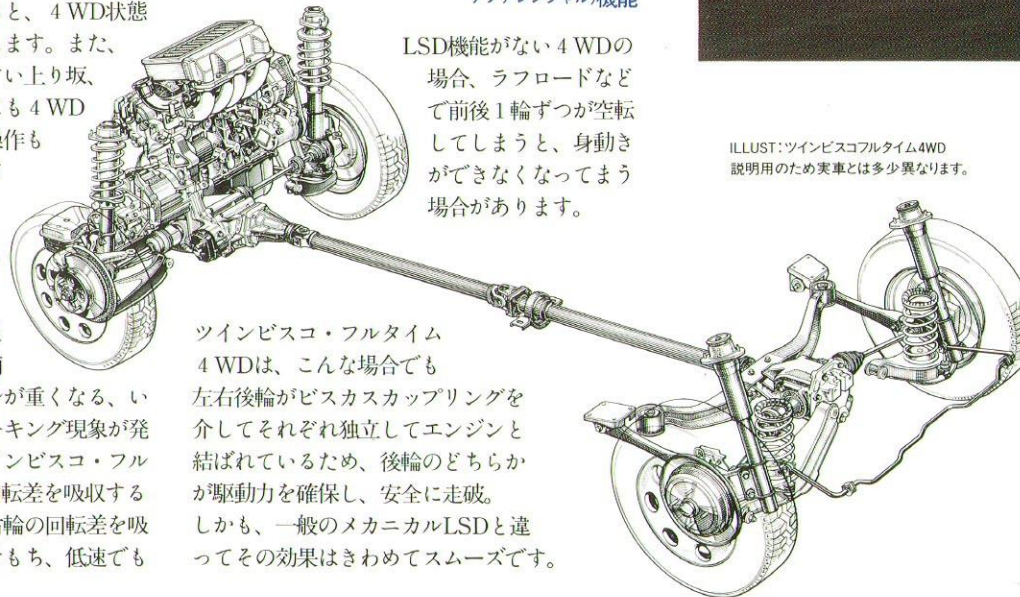 と、4WD状態
します。また、
い上り坂、
も4WD
操作も
ンが重くなる、い
ーキング現象が発
インビスコ・フル
転差を吸収する
右輪の回転差を吸
もち、低速でも
機能
LSD機能がない4WDの
場合、ラフロードなど
で前後1輪ずつが空転
してしまうと、身動き
ができなくなってまう
場合があります。
ツインビスコ・フルタイム
4WDは、こんな場合でも
左右後輪がビスカスカップリングを
介してそれぞれ独立してエンジンと
結ばれているため、後輪のどちらか
が駆動力を確保し、安全に走破。
しかも、一般のメカニカルLSDと違
ってその効果はきわめてスムーズです。
ILLUST:ツインビスコフルタイム4WD
説明用のため実車とは多少異なります。